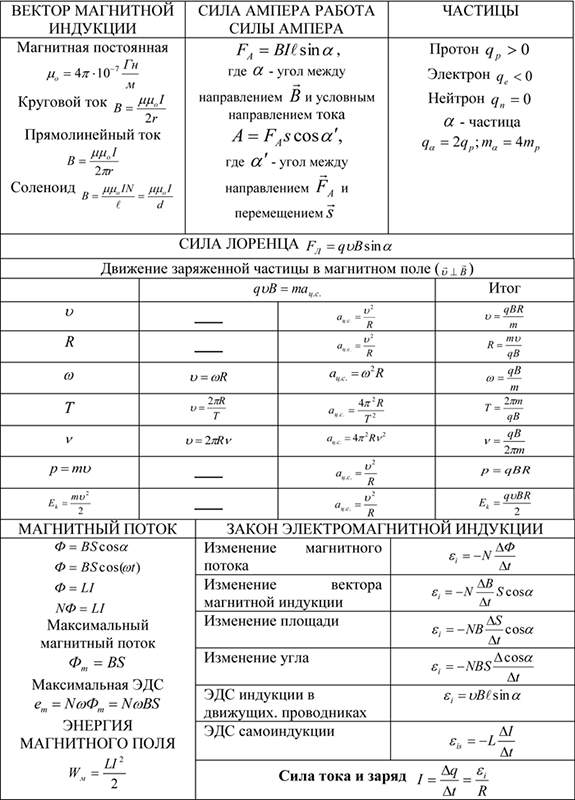 ВЕКТОР МАГНИТНОЙ
ИНДУКЦИИ
Магнитная постоянная
μₒ = 4π · 10⁻⁷ Гн/м
Круговой ток B = μμₒI/2r
Прямолинейный ток
B = μμₒI/2πr
Соленоид B = μμₒIN/ℓ = μμₒI/d
СИЛА АМПЕРА РАБОТА
СИЛЫ АМПЕРА
F_A = BIℓ sin α ,
где α - угол между
направлением B⃗ и условным
направлением тока
A = F_A s cos α′,
где α′ - угол между
направлением F⃗_A и
перемещением s⃗
ЧАСТИЦЫ
Протон q_p > 0
Электрон q_e < 0
Нейтрон q_n = 0
α - частица
q_α = 2q_p; m_α = 4m_p
СИЛА ЛОРЕНЦА F_Л = qυB sin α
Движение заряженной частицы в магнитном поле ( υ⃗ ⊥ B⃗ )
qυB = ma_ц.с. Итог
υ — a_ц.с. = υ²/R υ = qBR/m
R — a_ц.с. = υ²/R R = mυ/qB
ω υ = ωR a_ц.с. = ω²R ω = qB/m
T υ = 2πR/T a_ц.с. = 4π²R/T² T = 2πm/qB
ν υ = 2πRν a_ц.с. = 4π²Rν² ν = qB/2πm
p = mυ — a_ц.с. = υ²/R p = qBR
E_k = mυ²/2 — a_ц.с. = υ²/R E_k = qυBR/2
МАГНИТНЫЙ ПОТОК
Φ = BS cos α
Φ = BS cos(ωt)
Φ = LI
NΦ = LI
Максимальный
магнитный поток
Φ_m = BS
Максимальная ЭДС
e_m = NωΦ_m = NωBS
ЭНЕРГИЯ
МАГНИТНОГО ПОЛЯ
W_м = LI²/2
ЗАКОН ЭЛЕКТРОМАГНИТНОЙ ИНДУКЦИИ
Изменение магнитного
потока
ε_i = −N ΔΦ/Δt
Изменение вектора
магнитной индукции
ε_i = −N ΔB/Δt S cos α
Изменение площади
ε_i = −NB ΔS/Δt cos α
Изменение угла
ε_i = −NBS Δcos α/Δt
ЭДС индукции в
движущих. проводниках
ε_i = υBℓ sin α
ЭДС самоиндукции
ε_is = −L ΔI/Δt
Сила тока и заряд I = Δq/Δt = ε_i/R